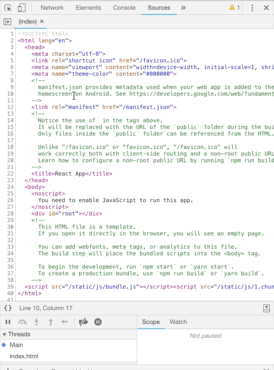 Network Elements Console Sources » 1
(index) ×
1 <!DOCTYPE html>
2 <html lang="en">
3 <head>
4 <meta charset="utf-8">
5 <link rel="shortcut icon" href="/favicon.ico">
6 <meta name="viewport" content="width=device-width, initial-scale=1, shri
7 <meta name="theme-color" content="#000000">
8 <!--
9 manifest.json provides metadata used when your web app is added to the
10 homescreen on Android. See https://developers.google.com/web/fundament
11 -->
12 <link rel="manifest" href="/manifest.json">
13 <!--
14 Notice the use of in the tags above.
15 It will be replaced with the URL of the `public` folder during the bui
16 Only files inside the `public` folder can be referenced from the HTML.
17
18 Unlike "/favicon.ico" or "favicon.ico", "/favicon.ico" will
19 work correctly both with client-side routing and a non-root public URL
20 Learn how to configure a non-root public URL by running `npm run build
21 -->
22 <title>React App</title>
23 </head>
24 <body>
25 <noscript>
26 You need to enable JavaScript to run this app.
27 </noscript>
28 <div id="root"></div>
29 <!--
30 This HTML file is a template.
31 If you open it directly in the browser, you will see an empty page.
32
33 You can add webfonts, meta tags, or analytics to this file.
34 The build step will place the bundled scripts into the <body> tag.
35
36 To begin the development, run `npm start` or `yarn start`.
37 To create a production bundle, use `npm run build` or `yarn build`.
38 -->
39 <script src="/static/js/bundle.js"></script><script src="/static/js/1.chun
40 </html>
{} Line 10, Column 17
Scope Watch
Threads
Not paused
Main
index.html